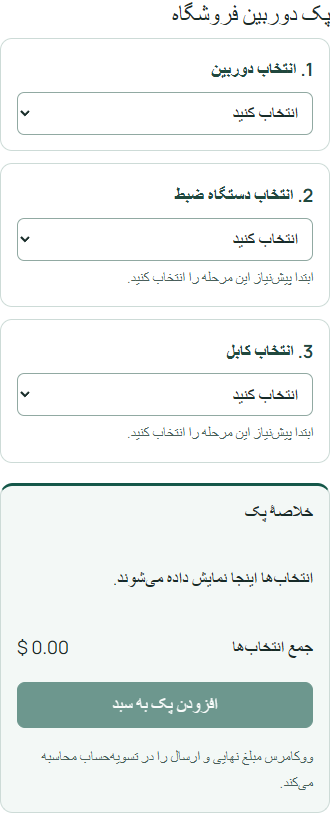 پک دوربین فروشگاه
1. انتخاب دوربین
انتخاب کنید
2. انتخاب دستگاه ضبط
انتخاب کنید
ابتدا پیش‌نیاز این مرحله را انتخاب کنید.
3. انتخاب کابل
انتخاب کنید
ابتدا پیش‌نیاز این مرحله را انتخاب کنید.
خلاصهٔ پک
انتخاب‌ها اینجا نمایش داده می‌شوند.
جمع انتخاب‌ها $ 0.00
افزودن پک به سبد
ووکامرس مبلغ نهایی و ارسال را در تسویه‌حساب محاسبه
می‌کند.